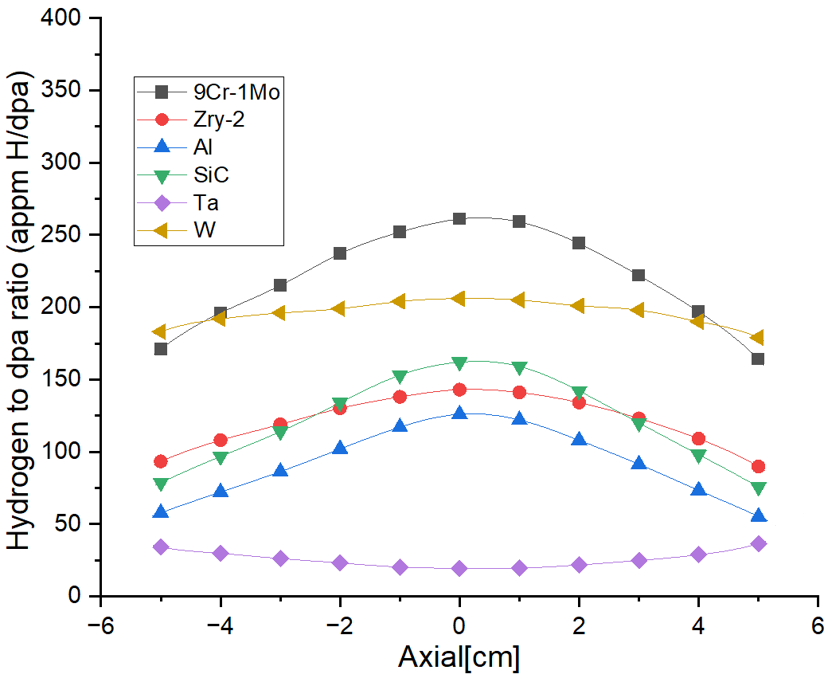 Hydrogen to dpa ratio (appm H/dpa)
400
350
300
250
200
150
100
50
0
9Cr-1Mo
Zry-2
Al
SiC
Ta
W
−6 −4 −2 0 2 4 6
Axial[cm]